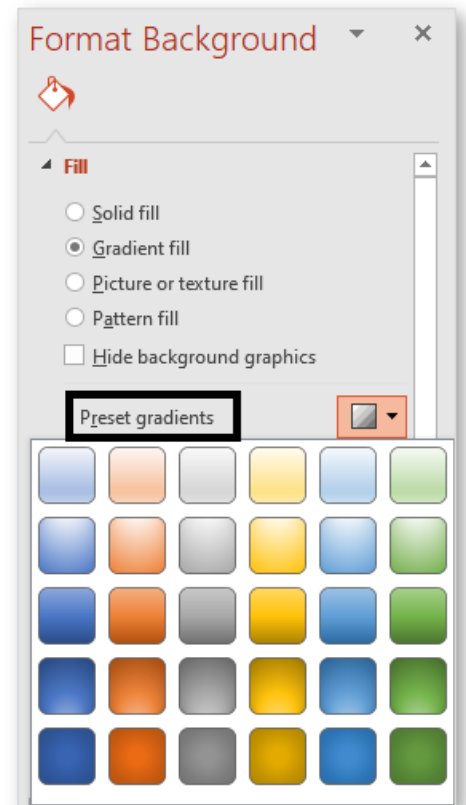 Format Background
Fill
Solid fill
Gradient fill
Picture or texture fill
Pattern fill
Hide background graphics
Preset gradients